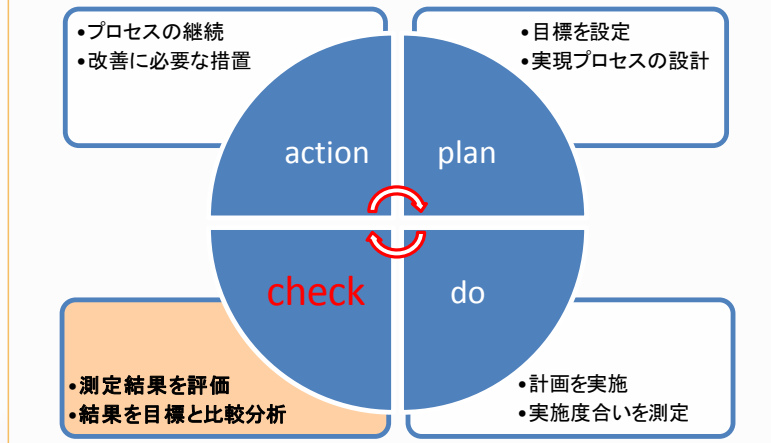 •プロセスの継続
•改善に必要な措置
•目標を設定
•実現プロセスの設計
action
plan
check
do
•測定結果を評価
•結果を目標と比較分析
•計画を実施
•実施度合いを測定